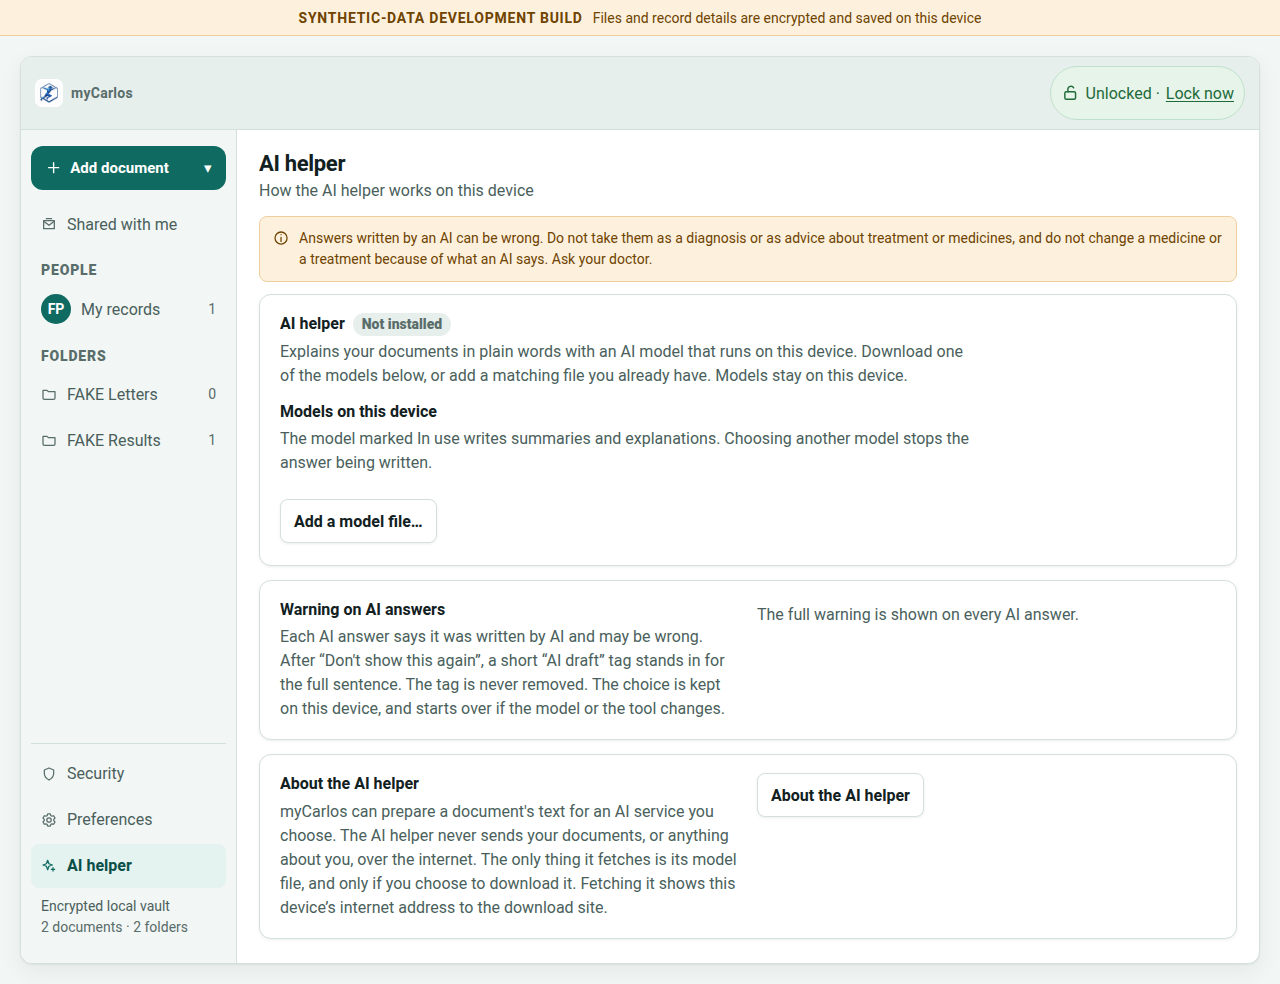 SYNTHETIC-DATA DEVELOPMENT BUILD Files and record details are encrypted and saved on this device
myCarlos
Unlocked · Lock now
Add document
Shared with me
PEOPLE
FP My records 1
FOLDERS
FAKE Letters 0
FAKE Results 1
Security
Preferences
AI helper
Encrypted local vault
2 documents · 2 folders
AI helper
How the AI helper works on this device
Answers written by an AI can be wrong. Do not take them as a diagnosis or as advice about treatment or medicines, and do not change a medicine or
a treatment because of what an AI says. Ask your doctor.
AI helper Not installed
Explains your documents in plain words with an AI model that runs on this device. Download one
of the models below, or add a matching file you already have. Models stay on this device.
Models on this device
The model marked In use writes summaries and explanations. Choosing another model stops the
answer being written.
Add a model file…
Warning on AI answers
Each AI answer says it was written by AI and may be wrong.
After “Don't show this again”, a short “AI draft” tag stands in for
the full sentence. The tag is never removed. The choice is kept
on this device, and starts over if the model or the tool changes.
The full warning is shown on every AI answer.
About the AI helper
myCarlos can prepare a document's text for an AI service you
choose. The AI helper never sends your documents, or anything
about you, over the internet. The only thing it fetches is its model
file, and only if you choose to download it. Fetching it shows this
device’s internet address to the download site.
About the AI helper